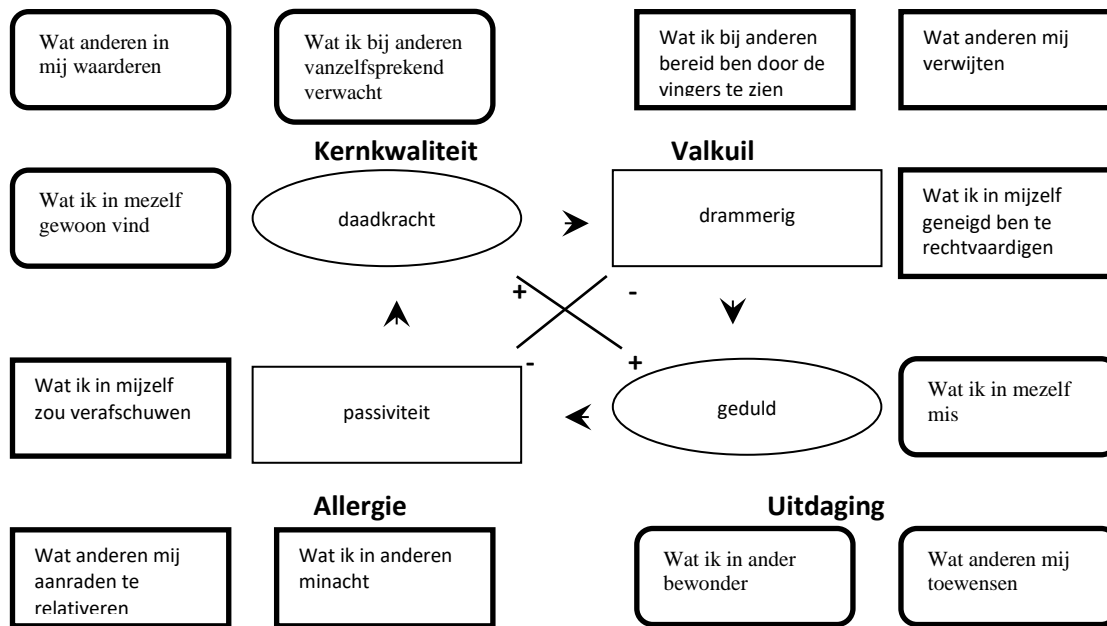 Wat anderen in
mij waarderen
Wat ik bij anderen
vanzelfsprekend
verwacht
Wat ik bij anderen
bereid ben door de
vingers te zien
Wat anderen mij
verwijten
Kernkwaliteit
Valkuil
Wat ik in mezelf
gewoon vind
daadkracht
drammerig
Wat ik in mijzelf
geneigd ben te
rechtvaardigen
+
-
-
+
Wat ik in mijzelf
zou verafschuwen
passiviteit
geduld
Wat ik in mezelf
mis
Allergie
Uitdaging
Wat anderen mij
aanraden te
relativeren
Wat ik in anderen
minacht
Wat ik in ander
bewonder
Wat anderen mij
toewensen